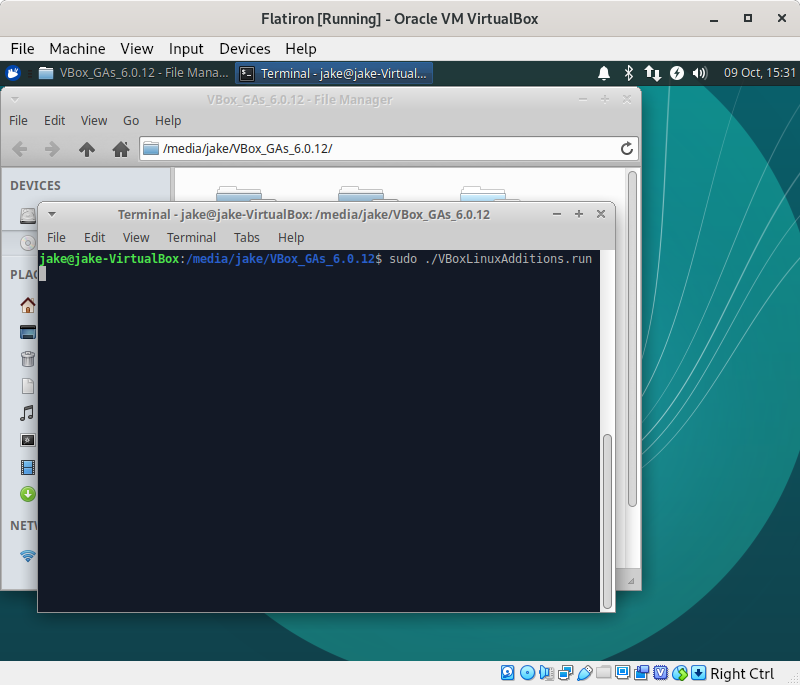 Flatiron [Running] - Oracle VM VirtualBox
File Machine View Input Devices Help
VBox_GAs_6.0.12 - File Mana... Terminal - jake@jake-Virtual... 09 Oct, 15:31
VBox_GAs_6.0.12 - File Manager
File Edit View Go Help
/media/jake/VBox_GAs_6.0.12/
DEVICES
Terminal - jake@jake-VirtualBox: /media/jake/VBox_GAs_6.0.12
File Edit View Terminal Tabs Help
jake@jake-VirtualBox:/media/jake/VBox_GAs_6.0.12$ sudo ./VBoxLinuxAdditions.run
PLAC
NETW
Right Ctrl